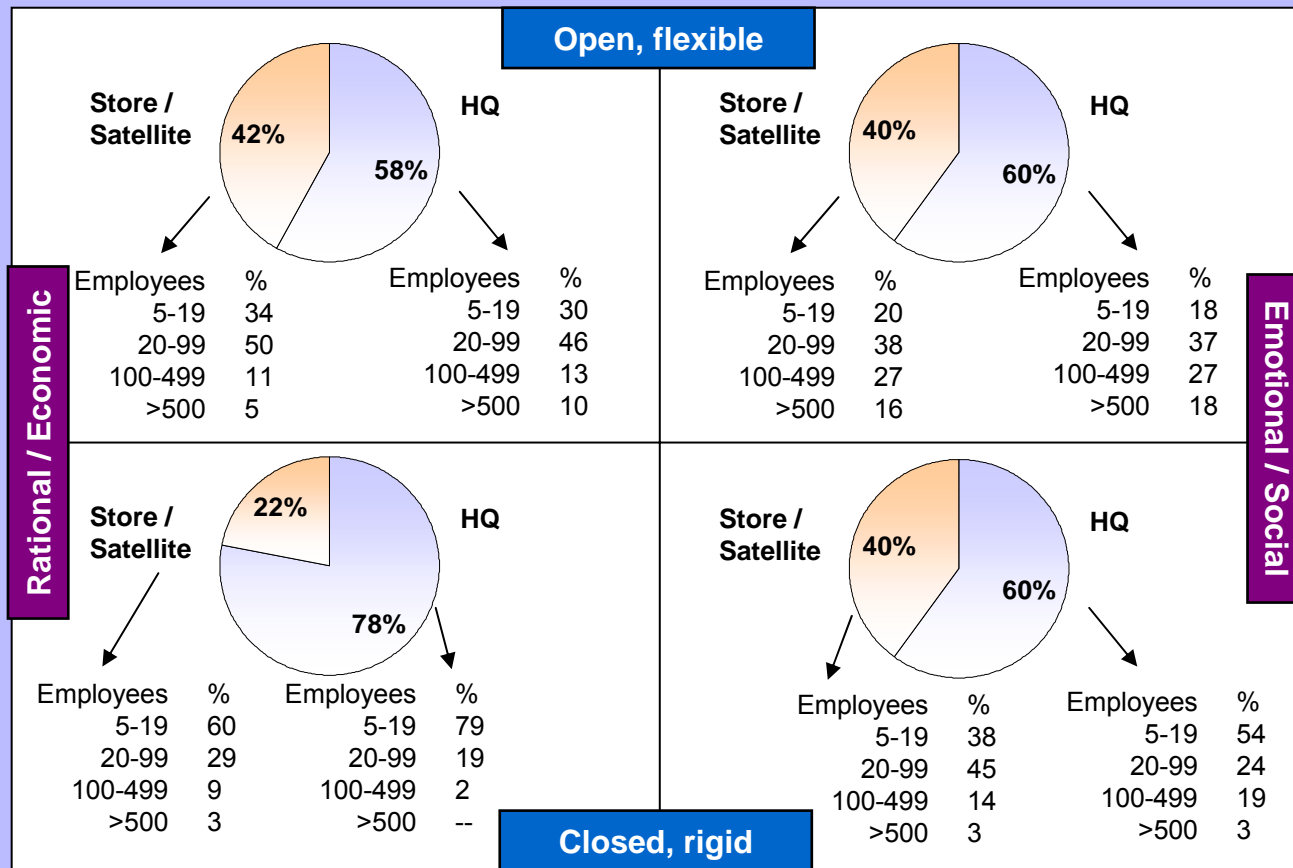 Open, flexible
Store /
Satellite
HQ
42%
58%
Employees %
5-19 34
20-99 50
100-499 11
>500 5
Employees %
5-19 30
20-99 46
100-499 13
>500 10
Store /
Satellite
HQ
40%
60%
Employees %
5-19 20
20-99 38
100-499 27
>500 16
Employees %
5-19 18
20-99 37
100-499 27
>500 18
Rational / Economic
Emotional / Social
Store /
Satellite
HQ
22%
78%
Employees %
5-19 60
20-99 29
100-499 9
>500 3
Employees %
5-19 79
20-99 19
100-499 2
>500 --
Store /
Satellite
HQ
40%
60%
Employees %
5-19 38
20-99 45
100-499 14
>500 3
Employees %
5-19 54
20-99 24
100-499 19
>500 3
Closed, rigid